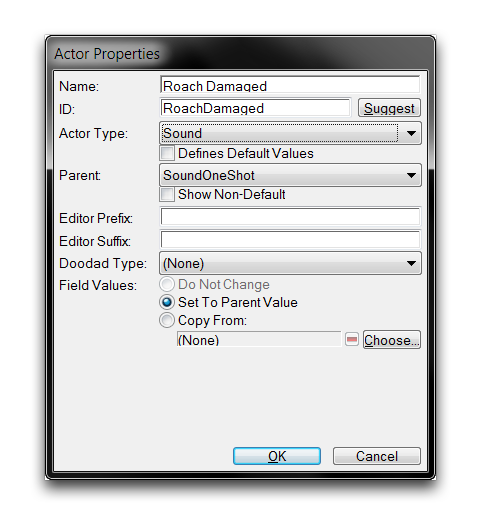 Actor Properties
Name: Roach Damaged
ID: RoachDamaged Suggest
Actor Type: Sound
Defines Default Values
Parent: SoundOneShot
Show Non-Default
Editor Prefix:
Editor Suffix:
Doodad Type: (None)
Field Values: Do Not Change
Set To Parent Value
Copy From:
(None) Choose...
OK Cancel